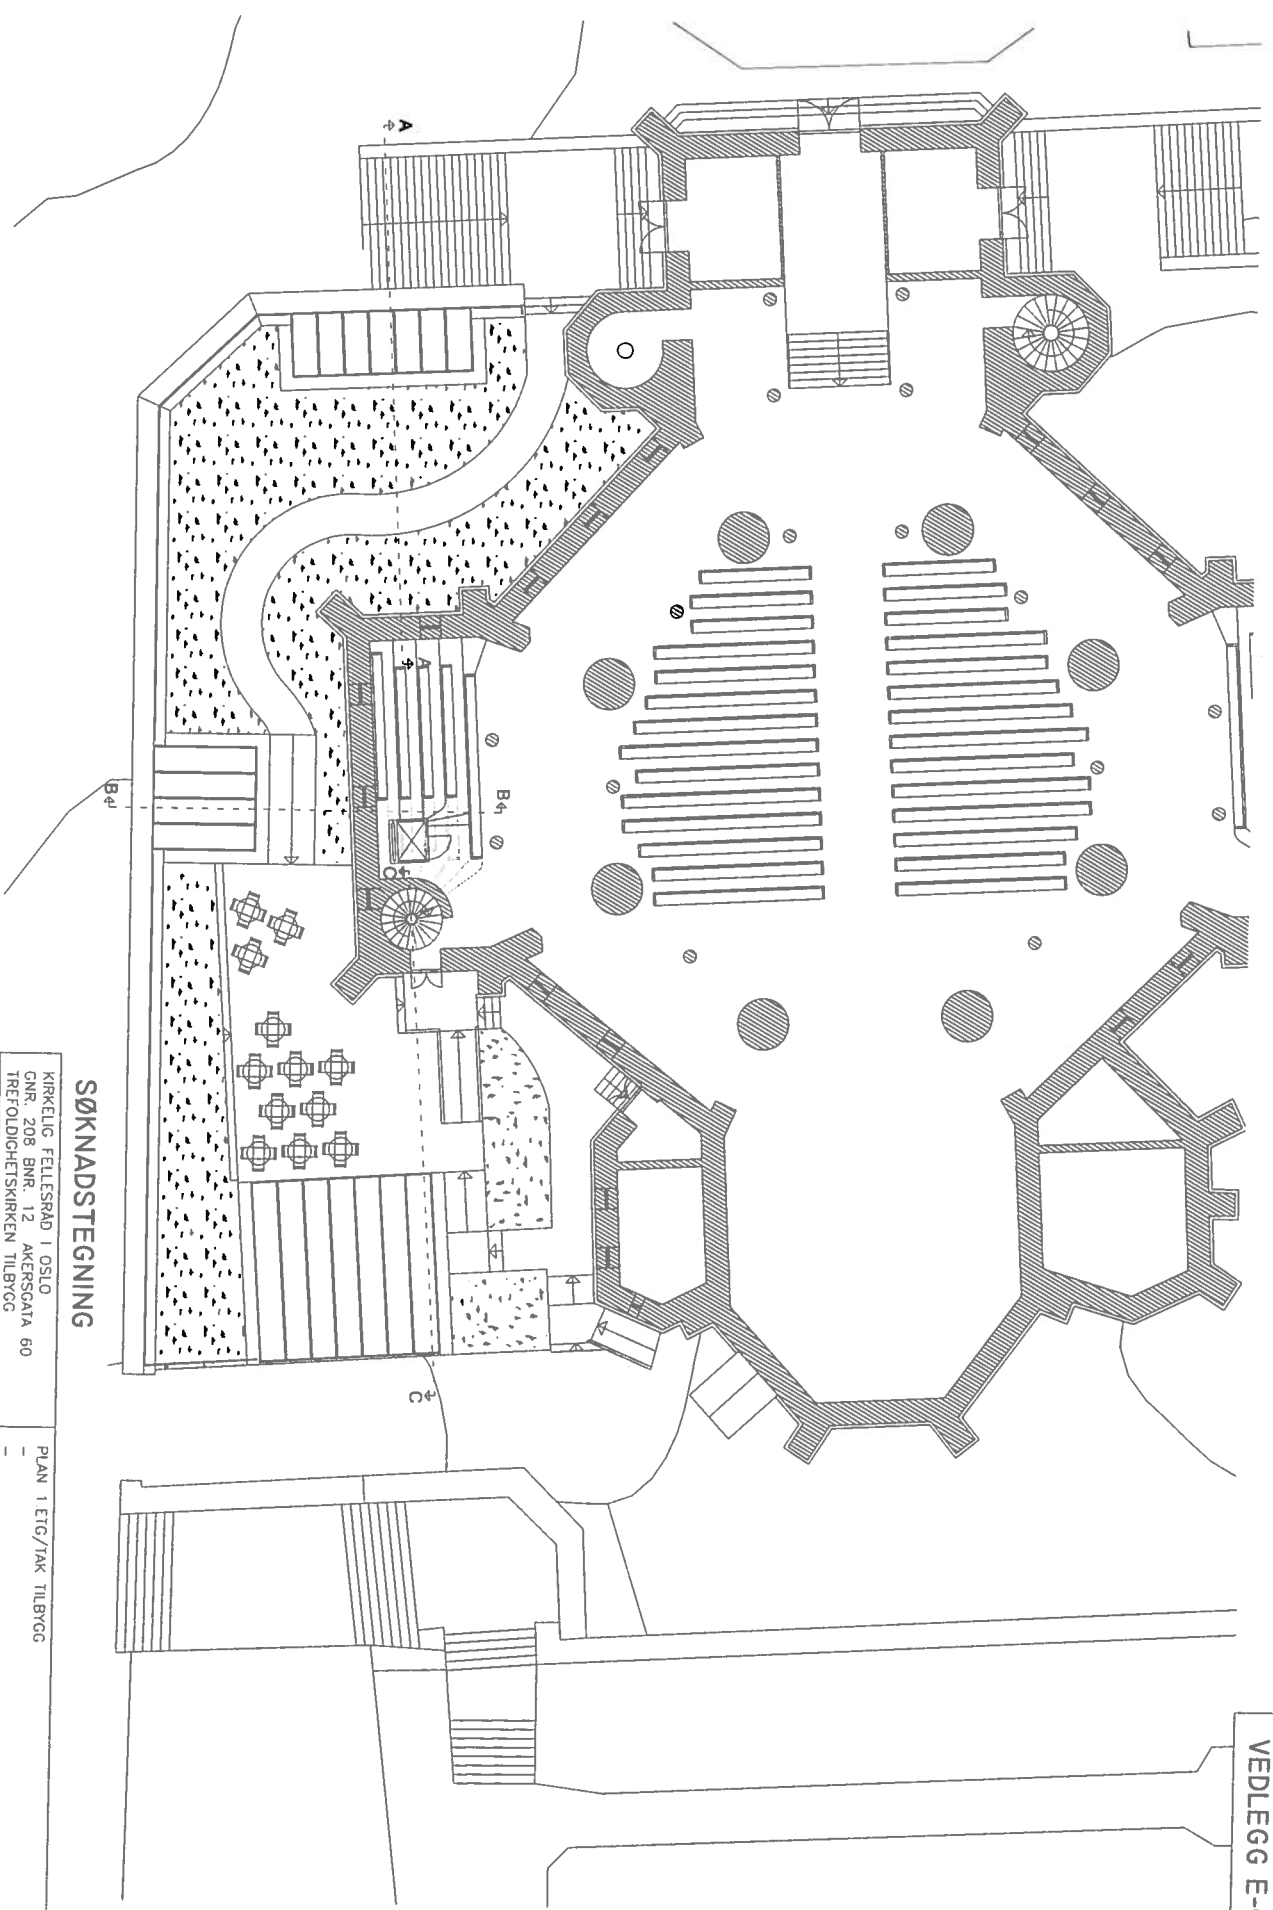 VEDLEGG E-
A
A
B
B
C
C
SØKNADSTEGNING
KIRKELIG FELLESRÅD I OSLO
GNR. 208 BNR. 12 AKERSGATA 60
TREFOLDIGHETSKIRKEN TILBYGG
PLAN 1.ETG/TAK TILBYGG
-
-